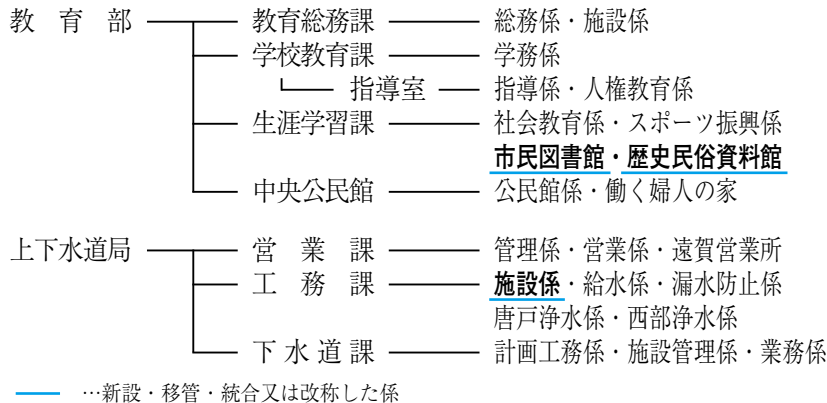 教育部 教育総務課 総務係・施設係
学校教育課 学務係
指導室 指導係・人権教育係
生涯学習課 社会教育係・スポーツ振興係
市民図書館・歴史民俗資料館
中央公民館 公民館係・働く婦人の家
上下水道局 営業課 管理係・営業係・遠賀営業所
工務課 施設係・給水係・漏水防止係
唐戸浄水係・西部浄水係
下水道課 計画工務係・施設管理係・業務係
…新設・移管・統合又は改称した係